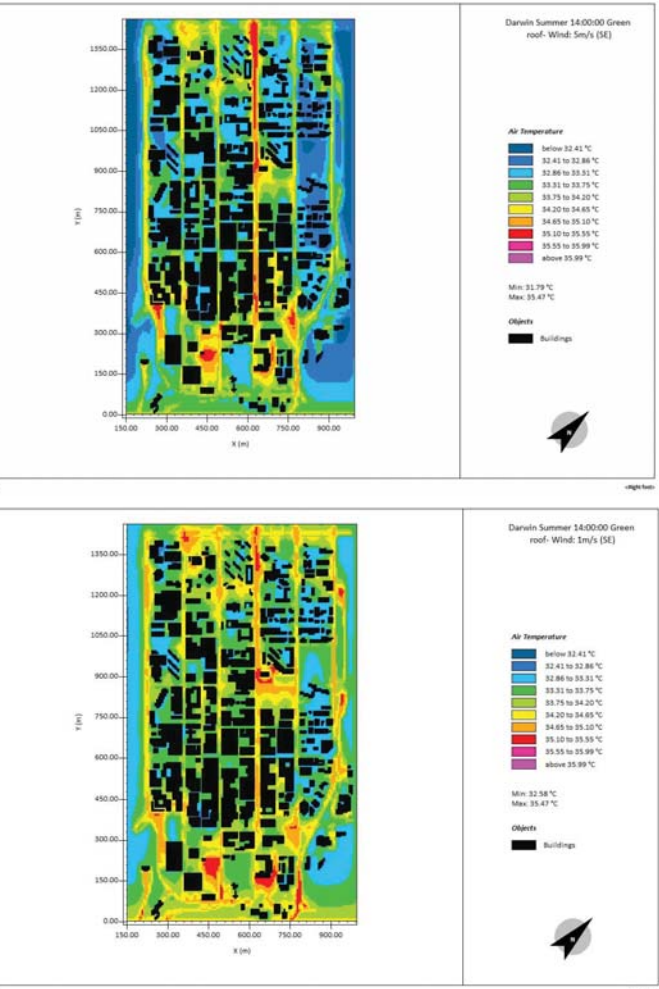 Darwin Summer 14:00:00 Green
roof- Wind: 5m/s (SE)
1350.00
1200.00
1050.00
900.00
750.00
600.00
450.00
300.00
150.00
0.00
Y (m)
150.00 300.00 450.00 600.00 750.00 900.00
X (m)
Air Temperature
below 32.41 °C
32.41 to 32.86 °C
32.86 to 33.31 °C
33.31 to 33.75 °C
33.75 to 34.20 °C
34.20 to 34.65 °C
34.65 to 35.10 °C
35.10 to 35.55 °C
35.55 to 35.99 °C
above 35.99 °C
Min: 31.79 °C
Max: 35.47 °C
Objects
Buildings
N
<Right foot>
Darwin Summer 14:00:00 Green
roof- Wind: 1m/s (SE)
1350.00
1200.00
1050.00
900.00
750.00
600.00
450.00
300.00
150.00
0.00
Y (m)
150.00 300.00 450.00 600.00 750.00 900.00
X (m)
Air Temperature
below 32.41 °C
32.41 to 32.86 °C
32.86 to 33.31 °C
33.31 to 33.75 °C
33.75 to 34.20 °C
34.20 to 34.65 °C
34.65 to 35.10 °C
35.10 to 35.55 °C
35.55 to 35.99 °C
above 35.99 °C
Min: 32.58 °C
Max: 35.47 °C
Objects
Buildings
N